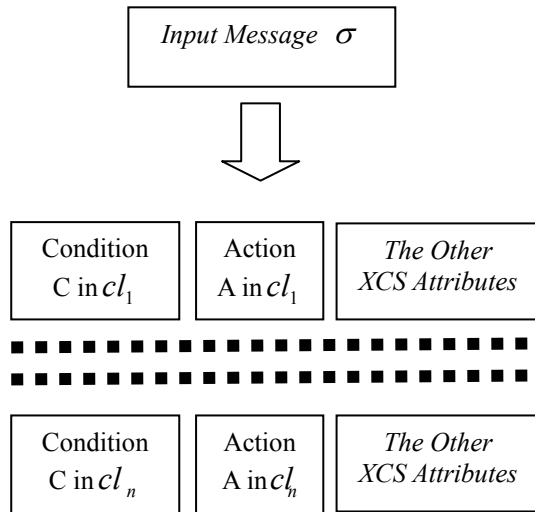 Input Message σ
Condition
C in cl₁
Action
A in cl₁
The Other
XCS Attributes
Condition
C in clₙ
Action
A in clₙ
The Other
XCS Attributes